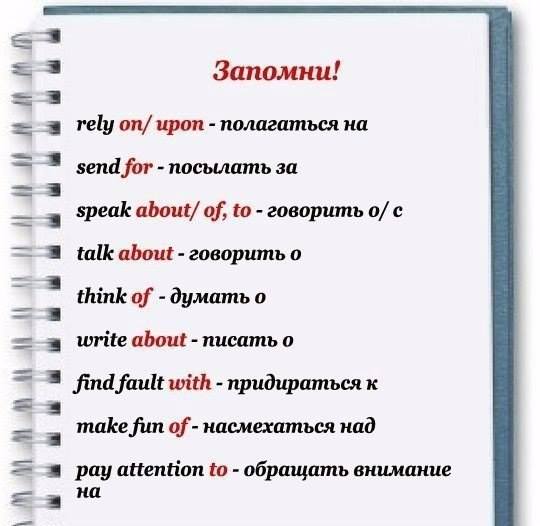 Запомни!
rely on/ upon - полагаться на
send for - посылать за
speak about/ of, to - говорить о/ с
talk about - говорить о
think of - думать о
write about - писать о
find fault with - придираться к
make fun of - насмехаться над
pay attention to - обращать внимание
на